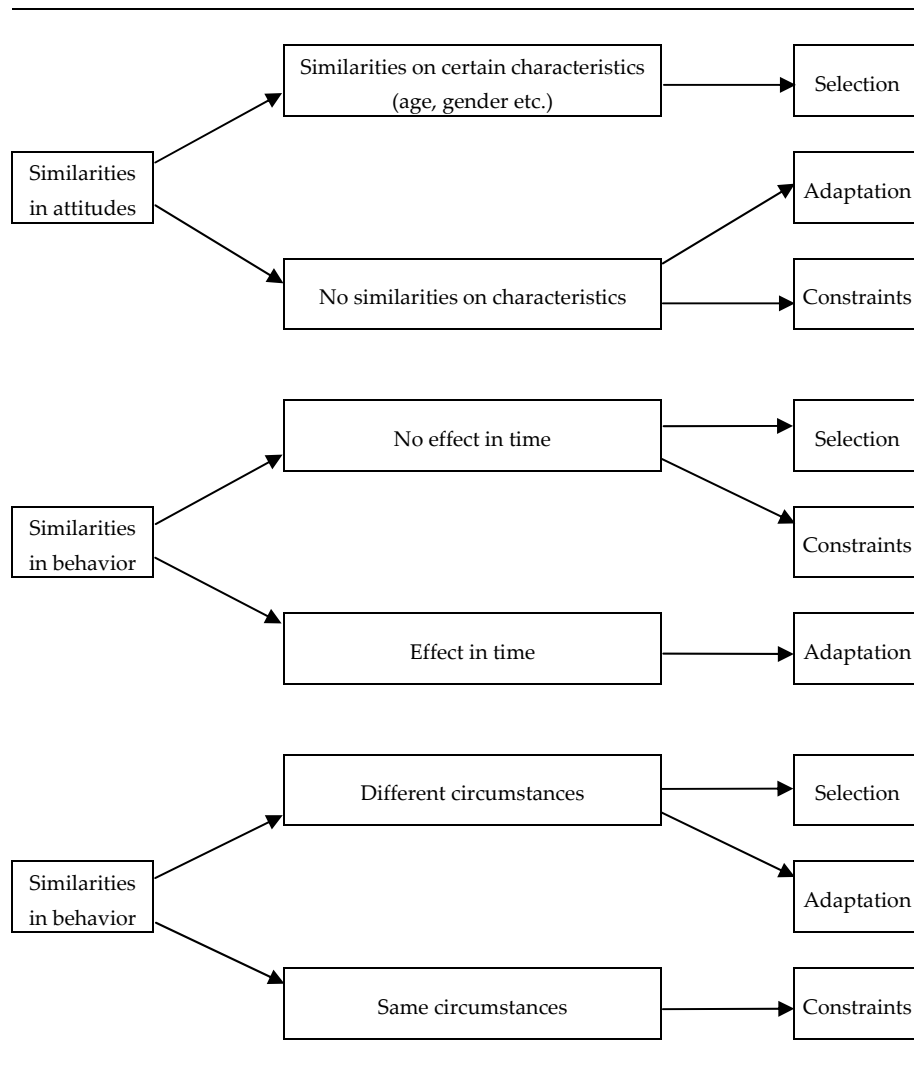 Similarities on certain characteristics
(age, gender etc.)
Selection
Similarities
in attitudes
Adaptation
No similarities on characteristics
Constraints
No effect in time
Selection
Similarities
in behavior
Constraints
Effect in time
Adaptation
Different circumstances
Selection
Similarities
in behavior
Adaptation
Same circumstances
Constraints